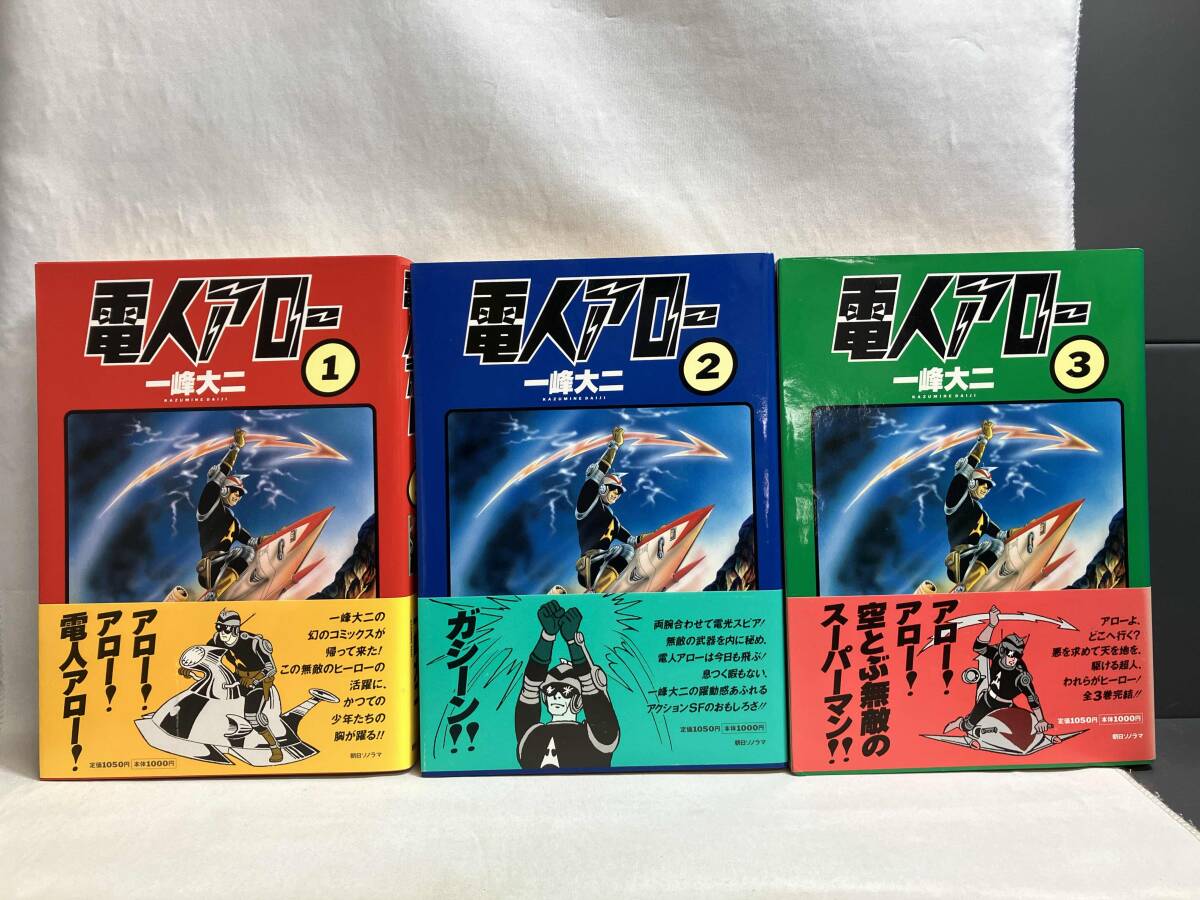 電人アロー
一峰大二
KAZUMINE DAIJI
1
アロー!
アロー!
電人アロー!
一峰大二の
幻のコミックスが
帰って来た!
この無敵のヒーローの
活躍に、
かつての
少年たちの
胸が躍る!!
定価1050円 本体1000円
朝日ソノラマ
電人アロー
一峰大二
KAZUMINE DAIJI
2
ガシーン!!
両腕合わせて電光スピア!
無敵の武器を内に秘め、
電人アローは今日も飛ぶ!
息つく暇もない、
一峰大二の躍動感あふれる
アクションSFのおもしろさ!!
定価1050円 本体1000円
朝日ソノラマ
電人アロー
一峰大二
KAZUMINE DAIJI
3
アロー!
アロー!
空とぶ無敵の
スーパーマン!!
アローよ、
どこへ行く?
悪を求めて天を地を、
駆ける超人、
われらがヒーロー!
全3巻完結!!
定価1050円 本体1000円
朝日ソノラマ